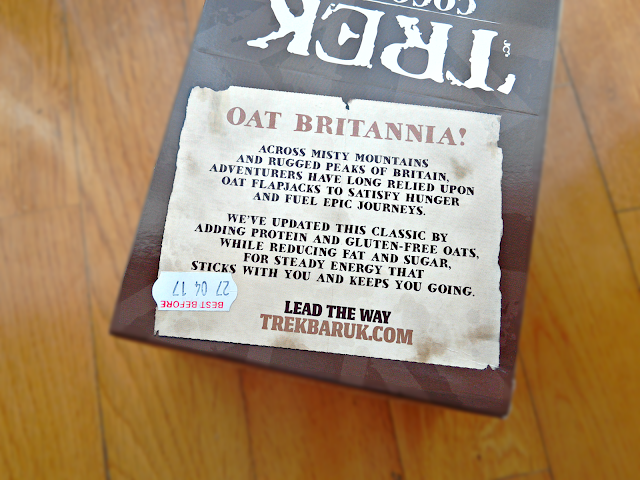 COCO
TREK
OAT BRITANNIA!
ACROSS MISTY MOUNTAINS
AND RUGGED PEAKS OF BRITAIN,
ADVENTURERS HAVE LONG RELIED UPON
OAT FLAPJACKS TO SATISFY HUNGER
AND FUEL EPIC JOURNEYS.
WE'VE UPDATED THIS CLASSIC BY
ADDING PROTEIN AND GLUTEN-FREE OATS,
WHILE REDUCING FAT AND SUGAR,
FOR STEADY ENERGY THAT
STICKS WITH YOU AND KEEPS YOU GOING.
BEST BEFORE
27 04 17
LEAD THE WAY
TREKBARUK.COM